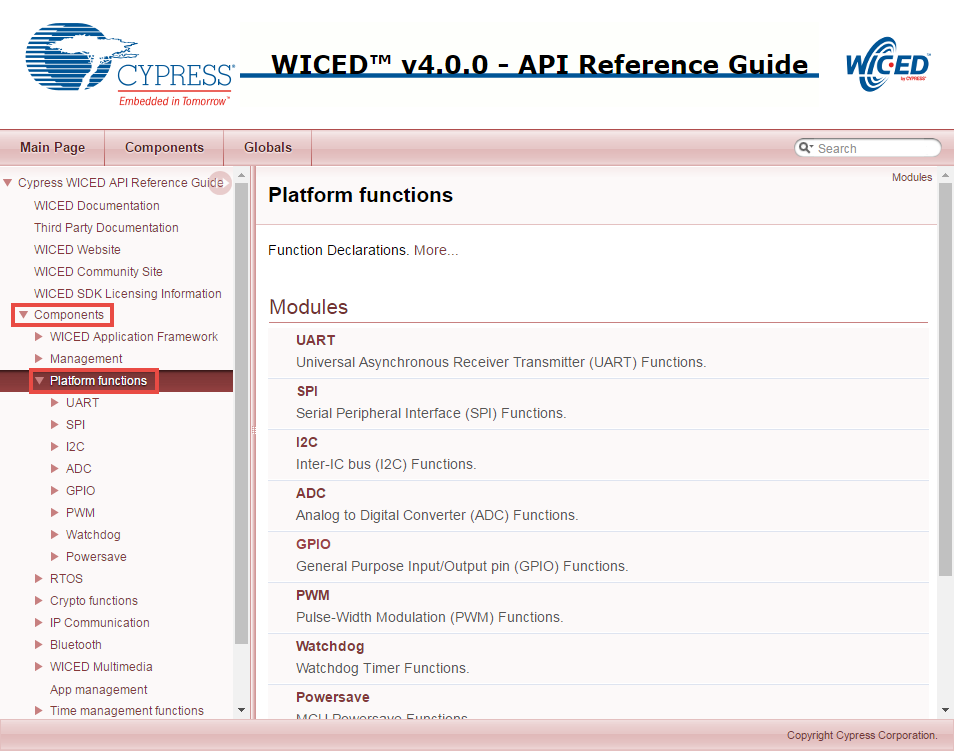 CYPRESS®
Embedded in Tomorrow™
WICED™ v4.0.0 - API Reference Guide
WICED™
by CYPRESS®
Main Page
Components
Globals
Search
Cypress WICED API Reference Guide
WICED Documentation
Third Party Documentation
WICED Website
WICED Community Site
WICED SDK Licensing Information
Components
WICED Application Framework
Management
Platform functions
UART
SPI
I2C
ADC
GPIO
PWM
Watchdog
Powersave
RTOS
Crypto functions
IP Communication
Bluetooth
WICED Multimedia
App management
Time management functions
Modules
Platform functions
Function Declarations. More...
Modules
UART
Universal Asynchronous Receiver Transmitter (UART) Functions.
SPI
Serial Peripheral Interface (SPI) Functions.
I2C
Inter-IC bus (I2C) Functions.
ADC
Analog to Digital Converter (ADC) Functions.
GPIO
General Purpose Input/Output pin (GPIO) Functions.
PWM
Pulse-Width Modulation (PWM) Functions.
Watchdog
Watchdog Timer Functions.
Powersave
MCU Powersave Functions.
Copyright Cypress Corporation.